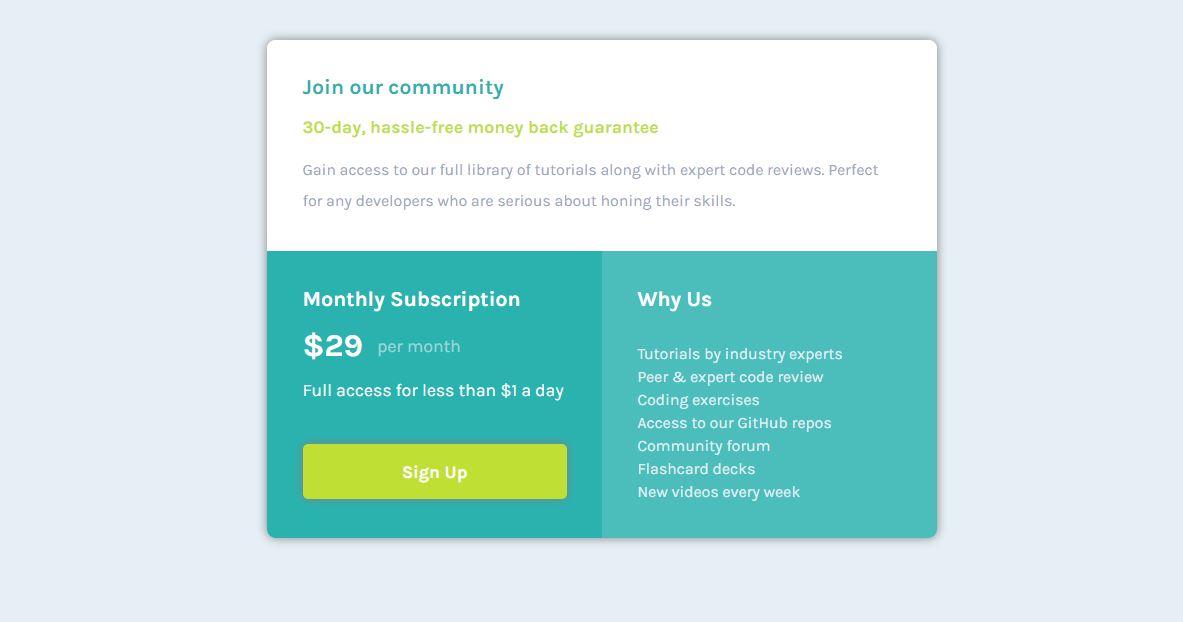 Join our community
30-day, hassle-free money back guarantee
Gain access to our full library of tutorials along with expert code reviews. Perfect
for any developers who are serious about honing their skills.
Monthly Subscription
$29 per month
Full access for less than $1 a day
Sign Up
Why Us
Tutorials by industry experts
Peer & expert code review
Coding exercises
Access to our GitHub repos
Community forum
Flashcard decks
New videos every week